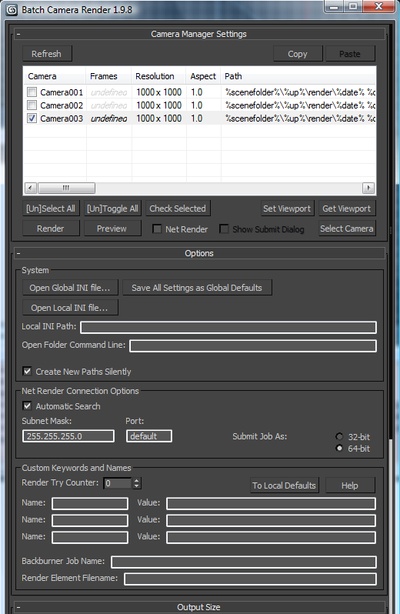 Batch Camera Render 1.9.8
Camera Manager Settings
Refresh Copy Paste
Camera Frames Resolution Aspect Path
Camera001 undefined 1000 x 1000 1.0 %scenefolder%\%up%\render\%date%
Camera002 undefined 1000 x 1000 1.0 %scenefolder%\%up%\render\%date%
Camera003 undefined 1000 x 1000 1.0 %scenefolder%\%up%\render\%date%
[Un]Select All [Un]Toggle All Check Selected Set Viewport Get Viewport
Render Preview Net Render Show Submit Dialog Select Camera
Options
System
Open Global INI file... Save All Settings as Global Defaults
Open Local INI file...
Local INI Path:
Open Folder Command Line:
Create New Paths Silently
Net Render Connection Options
Automatic Search
Subnet Mask: Port:
255.255.255.0 default Submit Job As: 32-bit
64-bit
Custom Keywords and Names
Render Try Counter: 0 To Local Defaults Help
Name: Value:
Name: Value:
Name: Value:
Backburner Job Name:
Render Element Filename:
Output Size